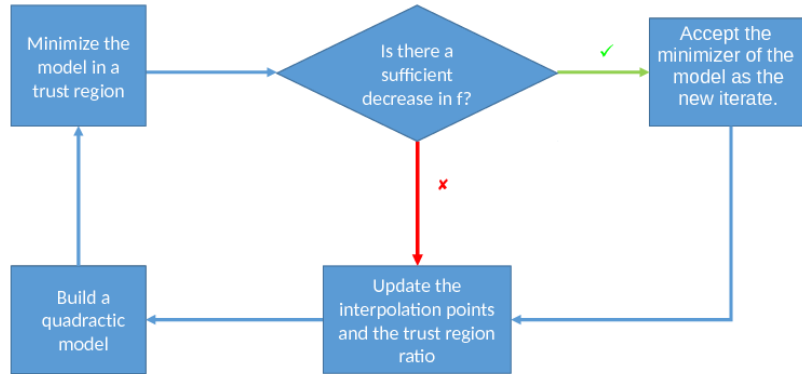 Minimize the
model in a
trust region
Is there a
sufficient
decrease in f?
✓
Accept the
minimizer of the
model as the
new iterate.
✘
Build a
quadractic
model
Update the
interpolation points
and the trust region
ratio